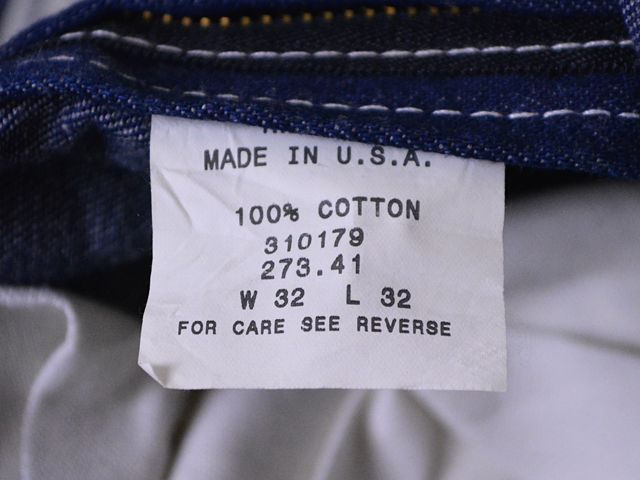 MADE IN U.S.A.
100% COTTON
310179
273.41
W 32 L 32
FOR CARE SEE REVERSE